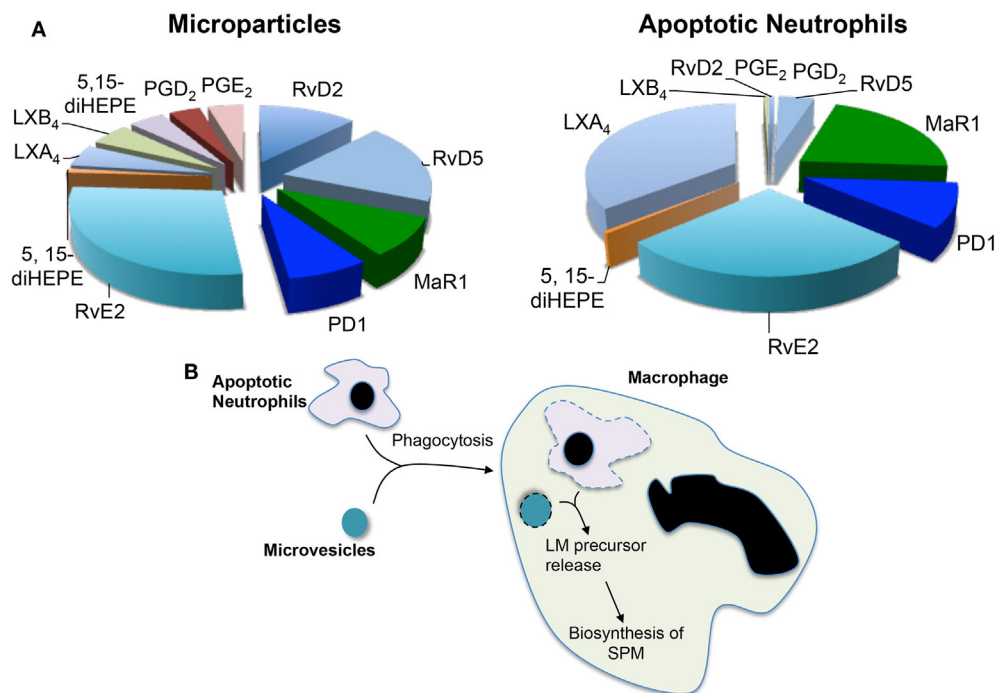 A
Microparticles
5,15-
diHEPE
PGD2
PGE2
RvD2
LXB4
LXA4
RvD5
5, 15-
diHEPE
RvE2
MaR1
PD1
Apoptotic Neutrophils
RvD2
PGE2
PGD2
LXB4
RvD5
LXA4
MaR1
PD1
5, 15-
diHEPE
RvE2
B
Apoptotic
Neutrophils
Phagocytosis
Microvesicles
Macrophage
LM precursor
release
Biosynthesis of
SPM